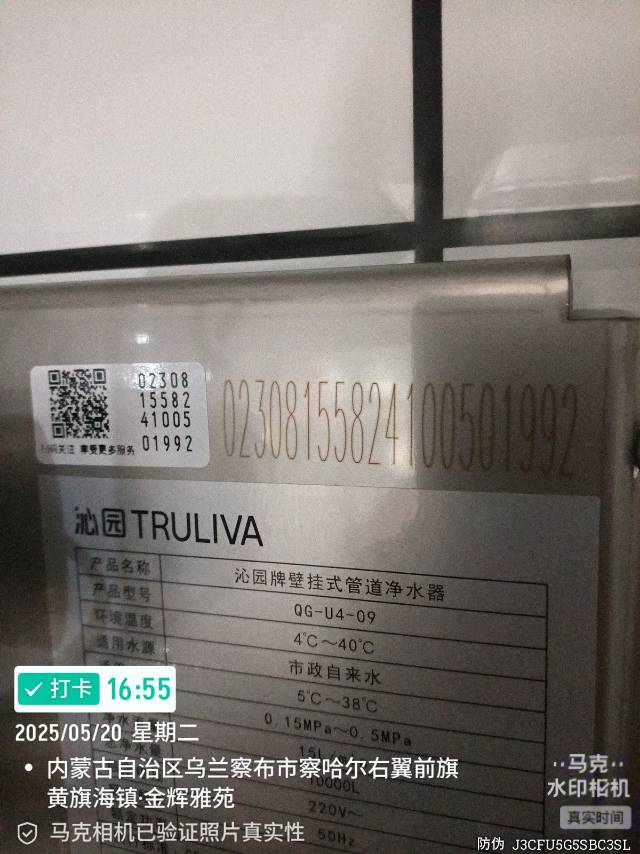 02308
15582
41005
01992
02308155824100501992
享受更多服务
沁园 TRULIVA
产品名称 沁园牌壁挂式管道净水器
产品型号 QG-U4-09
环境温度 4℃~40℃
适用水源 市政自来水
5℃~38℃
净水 0.15MPa~0.5MPa
净水量 15L/
10000L
220V~
50Hz
打卡 16:55
2025/05/20 星期二
内蒙古自治区乌兰察布市察哈尔右翼前旗
黄旗海镇·金辉雅苑
马克相机已验证照片真实性
马克
水印相机
真实时间
防伪 J3CFU5G5SBC3SL